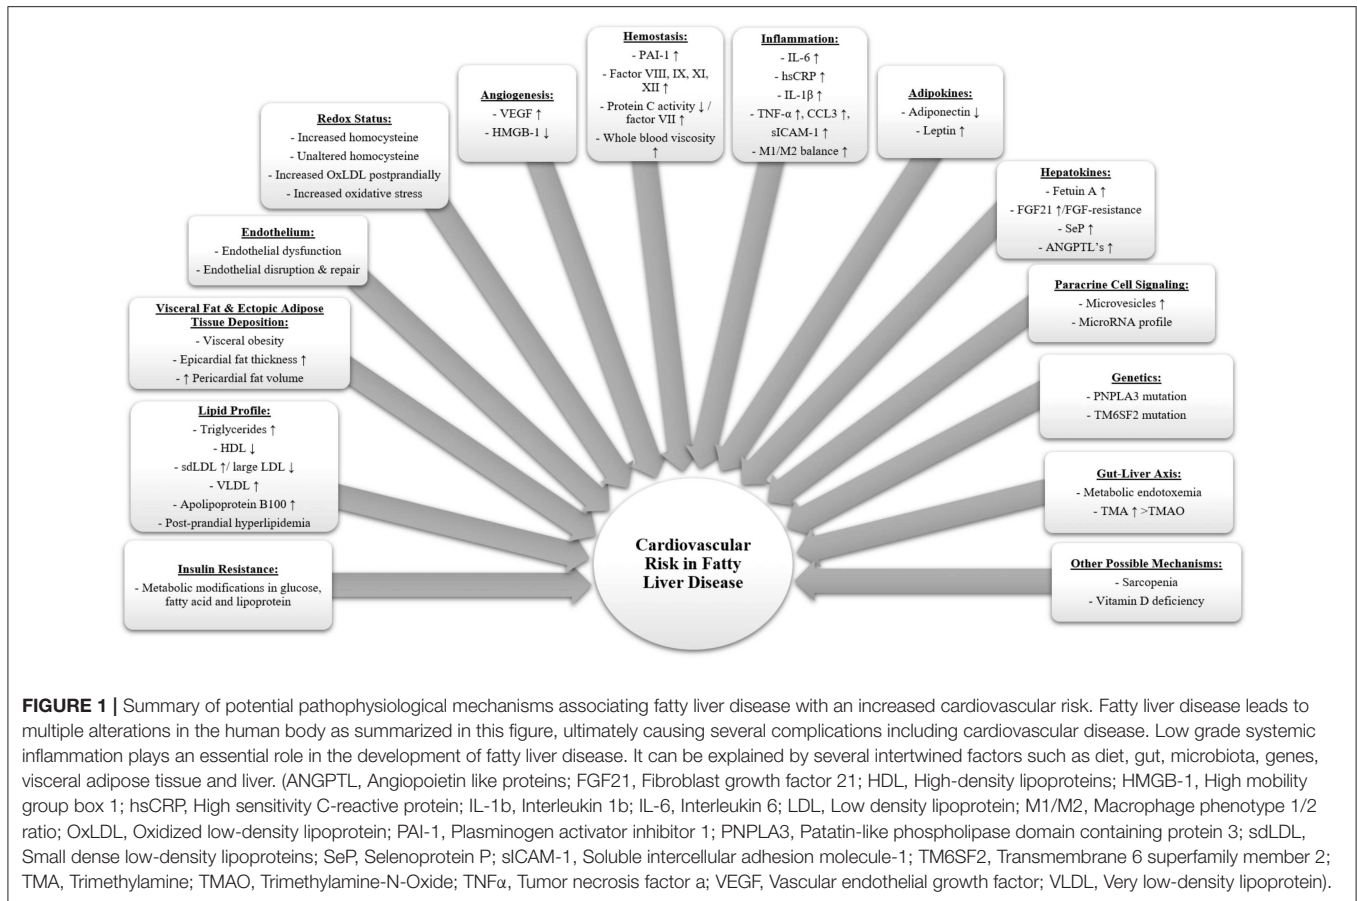 Insulin Resistance:
- Metabolic modifications in glucose,
fatty acid and lipoprotein
Lipid Profile:
- Triglycerides ↑
- HDL ↓
- sdLDL ↑/ large LDL ↓
- VLDL ↑
- Apolipoprotein B100 ↑
- Post-prandial hyperlipidemia
Visceral Fat & Ectopic Adipose
Tissue Deposition:
- Visceral obesity
- Epicardial fat thickness ↑
- ↑ Pericardial fat volume
Endothelium:
- Endothelial dysfunction
- Endothelial disruption & repair
Redox Status:
- Increased homocysteine
- Unaltered homocysteine
- Increased OxLDL postprandially
- Increased oxidative stress
Angiogenesis:
- VEGF ↑
- HMGB-1 ↓
Hemostasis:
- PAI-1 ↑
- Factor VIII, IX, XI,
XII ↑
- Protein C activity ↓ /
factor VII ↑
- Whole blood viscosity
↑
Inflammation:
- IL-6 ↑
- hsCRP ↑
- IL-1β ↑
- TNF-α ↑, CCL3 ↑,
sICAM-1 ↑
- M1/M2 balance ↑
Adipokines:
- Adiponectin ↓
- Leptin ↑
Hepatokines:
- Fetuin A ↑
- FGF21 ↑/FGF-resistance
- SeP ↑
- ANGPTL's ↑
Paracrine Cell Signaling:
- Microvesicles ↑
- MicroRNA profile
Genetics:
- PNPLA3 mutation
- TM6SF2 mutation
Gut-Liver Axis:
- Metabolic endotoxemia
- TMA ↑ >TMAO
Other Possible Mechanisms:
- Sarcopenia
- Vitamin D deficiency
Cardiovascular
Risk in Fatty
Liver Disease
FIGURE 1 | Summary of potential pathophysiological mechanisms associating fatty liver disease with an increased cardiovascular risk. Fatty liver disease leads to
multiple alterations in the human body as summarized in this figure, ultimately causing several complications including cardiovascular disease. Low grade systemic
inflammation plays an essential role in the development of fatty liver disease. It can be explained by several intertwined factors such as diet, gut, microbiota, genes,
visceral adipose tissue and liver. (ANGPTL, Angiopoietin like proteins; FGF21, Fibroblast growth factor 21; HDL, High-density lipoproteins; HMGB-1, High mobility
group box 1; hsCRP, High sensitivity C-reactive protein; IL-1b, Interleukin 1b; IL-6, Interleukin 6; LDL, Low density lipoprotein; M1/M2, Macrophage phenotype 1/2
ratio; OxLDL, Oxidized low-density lipoprotein; PAI-1, Plasminogen activator inhibitor 1; PNPLA3, Patatin-like phospholipase domain containing protein 3; sdLDL,
Small dense low-density lipoproteins; SeP, Selenoprotein P; sICAM-1, Soluble intercellular adhesion molecule-1; TM6SF2, Transmembrane 6 superfamily member 2;
TMA, Trimethylamine; TMAO, Trimethylamine-N-Oxide; TNFα, Tumor necrosis factor a; VEGF, Vascular endothelial growth factor; VLDL, Very low-density lipoprotein).